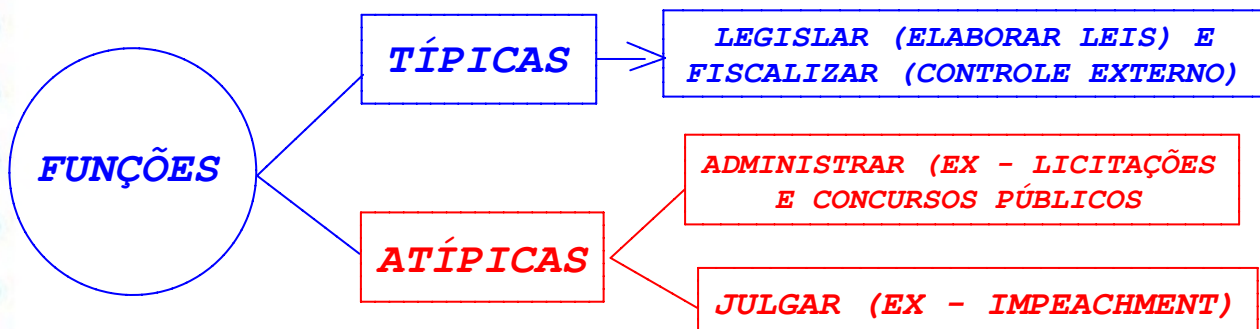 FUNÇÕES
TÍPICAS
LEGISLAR (ELABORAR LEIS) E
FISCALIZAR (CONTROLE EXTERNO)
ATÍPICAS
ADMINISTRAR (EX - LICITAÇÕES
E CONCURSOS PÚBLICOS
JULGAR (EX - IMPEACHMENT)